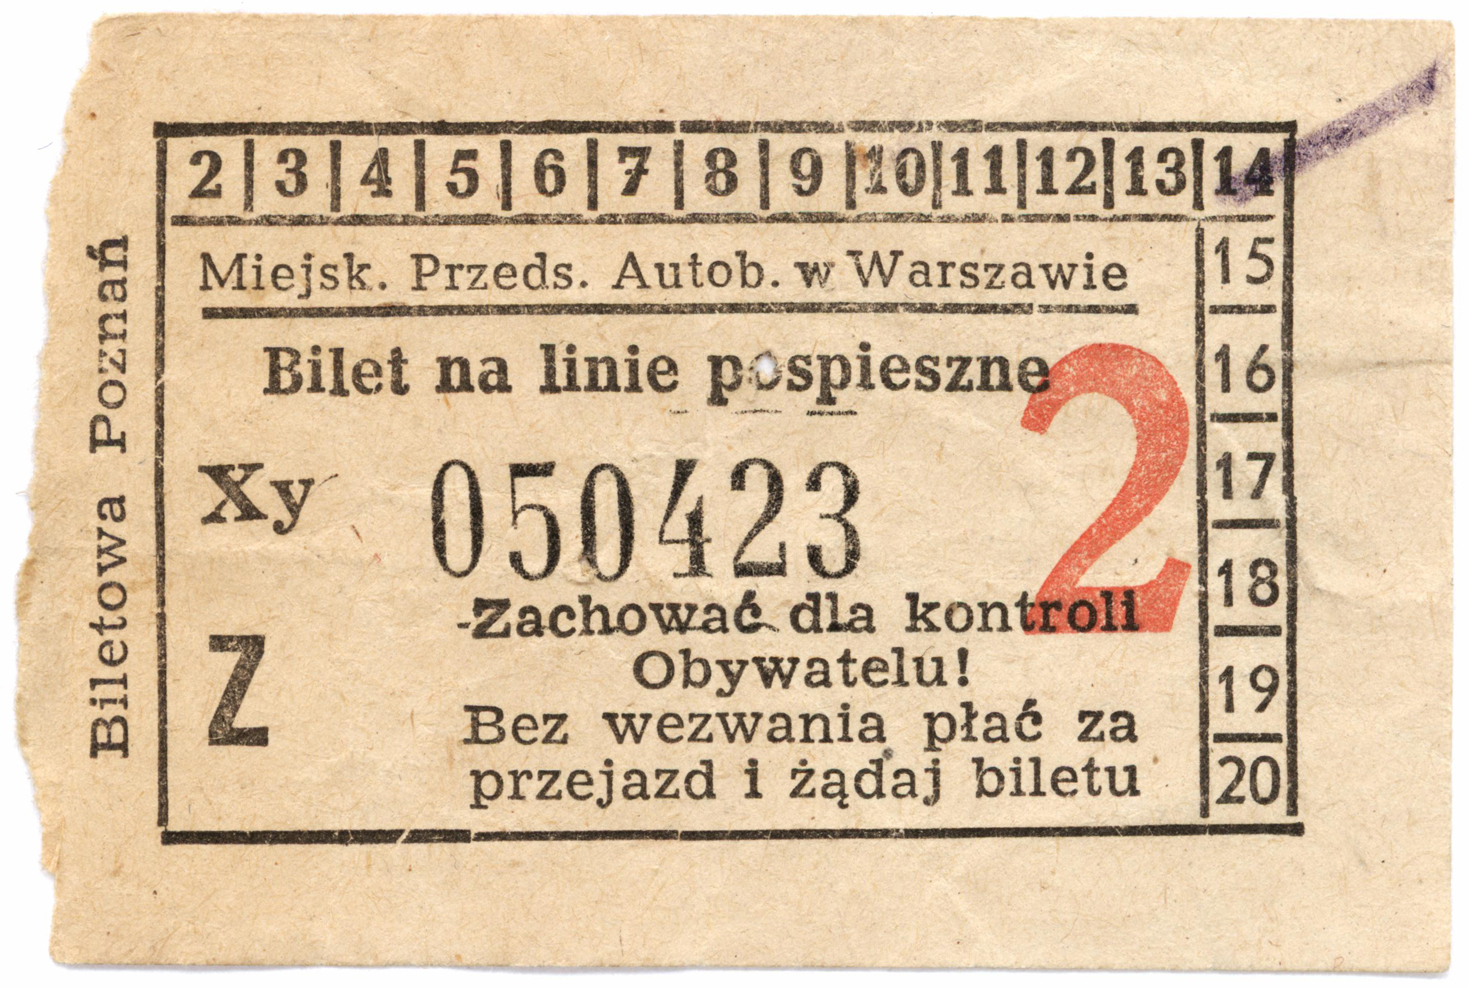 2 | 3 | 4 | 5 | 6 | 7 | 8 | 9 | 10 | 11 | 12 | 13 | 14
Miejsk. Przeds. Autob. w Warszawie
Bilet na linie pospieszne
2
Xy 050423
Z
Zachować dla kontroli
Obywatelu!
Bez wezwania płać za
przejazd i żądaj biletu
15
16
17
18
19
20
Biletowa Poznań